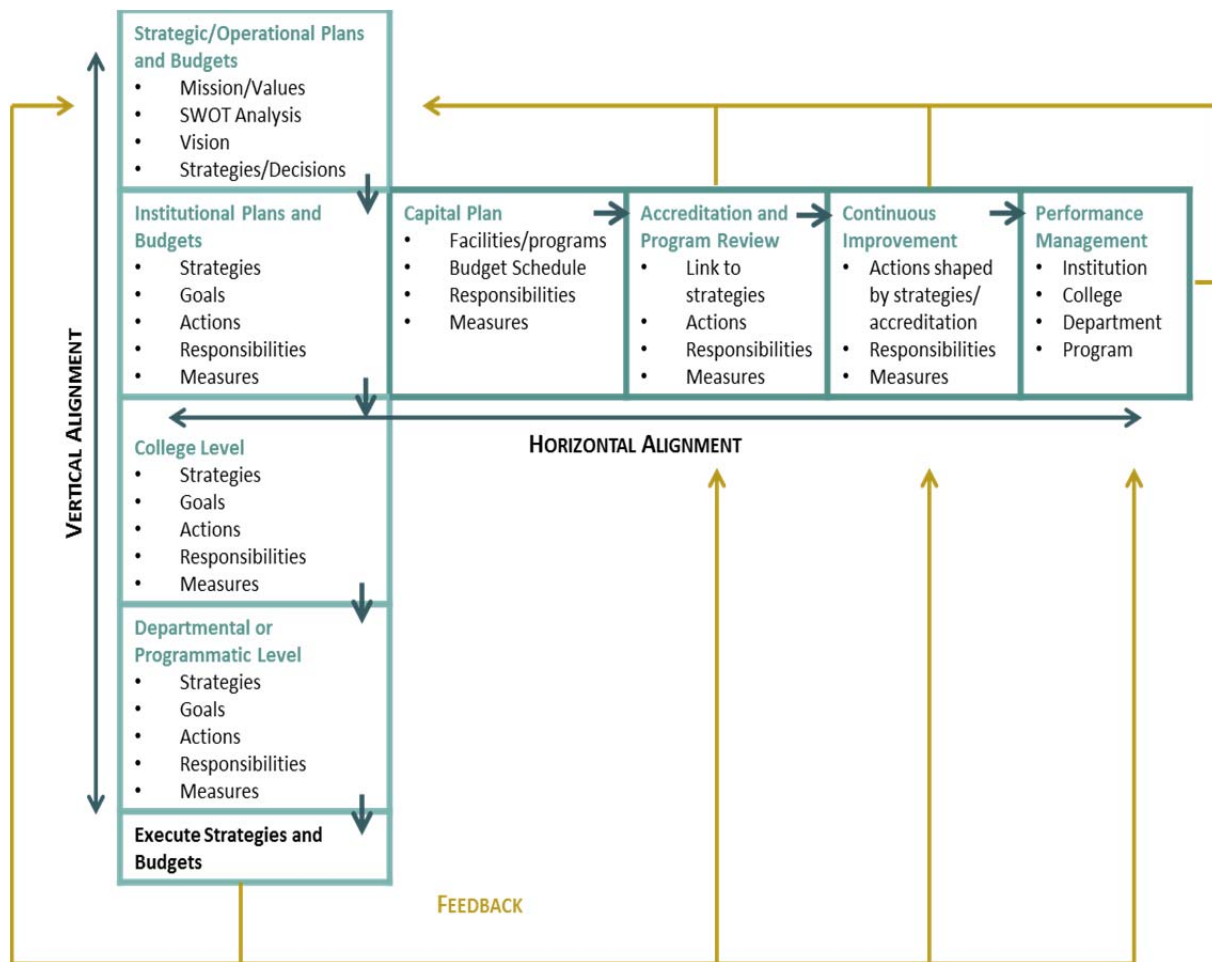 Strategic/Operational Plans
and Budgets
• Mission/Values
• SWOT Analysis
• Vision
• Strategies/Decisions
Institutional Plans and
Budgets
• Strategies
• Goals
• Actions
• Responsibilities
• Measures
Capital Plan
• Facilities/programs
• Budget Schedule
• Responsibilities
• Measures
Accreditation and
Program Review
• Link to
strategies
• Actions
• Responsibilities
• Measures
Continuous
Improvement
• Actions shaped
by strategies/
accreditation
• Responsibilities
• Measures
Performance
Management
• Institution
• College
• Department
• Program
VERTICAL ALIGNMENT
HORIZONTAL ALIGNMENT
College Level
• Strategies
• Goals
• Actions
• Responsibilities
• Measures
Departmental or
Programmatic Level
• Strategies
• Goals
• Actions
• Responsibilities
• Measures
Execute Strategies and
Budgets
FEEDBACK